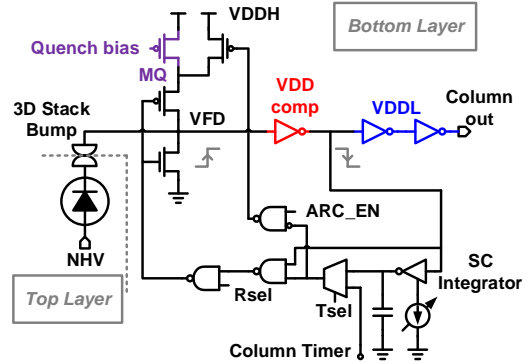 VDDH
Bottom Layer
Quench bias
MQ
VDD
comp
VDDL
Column
out
3D Stack
Bump
VFD
ARC_EN
NHV
Rsel
Tsel
SC
Integrator
Top Layer
Column Timer